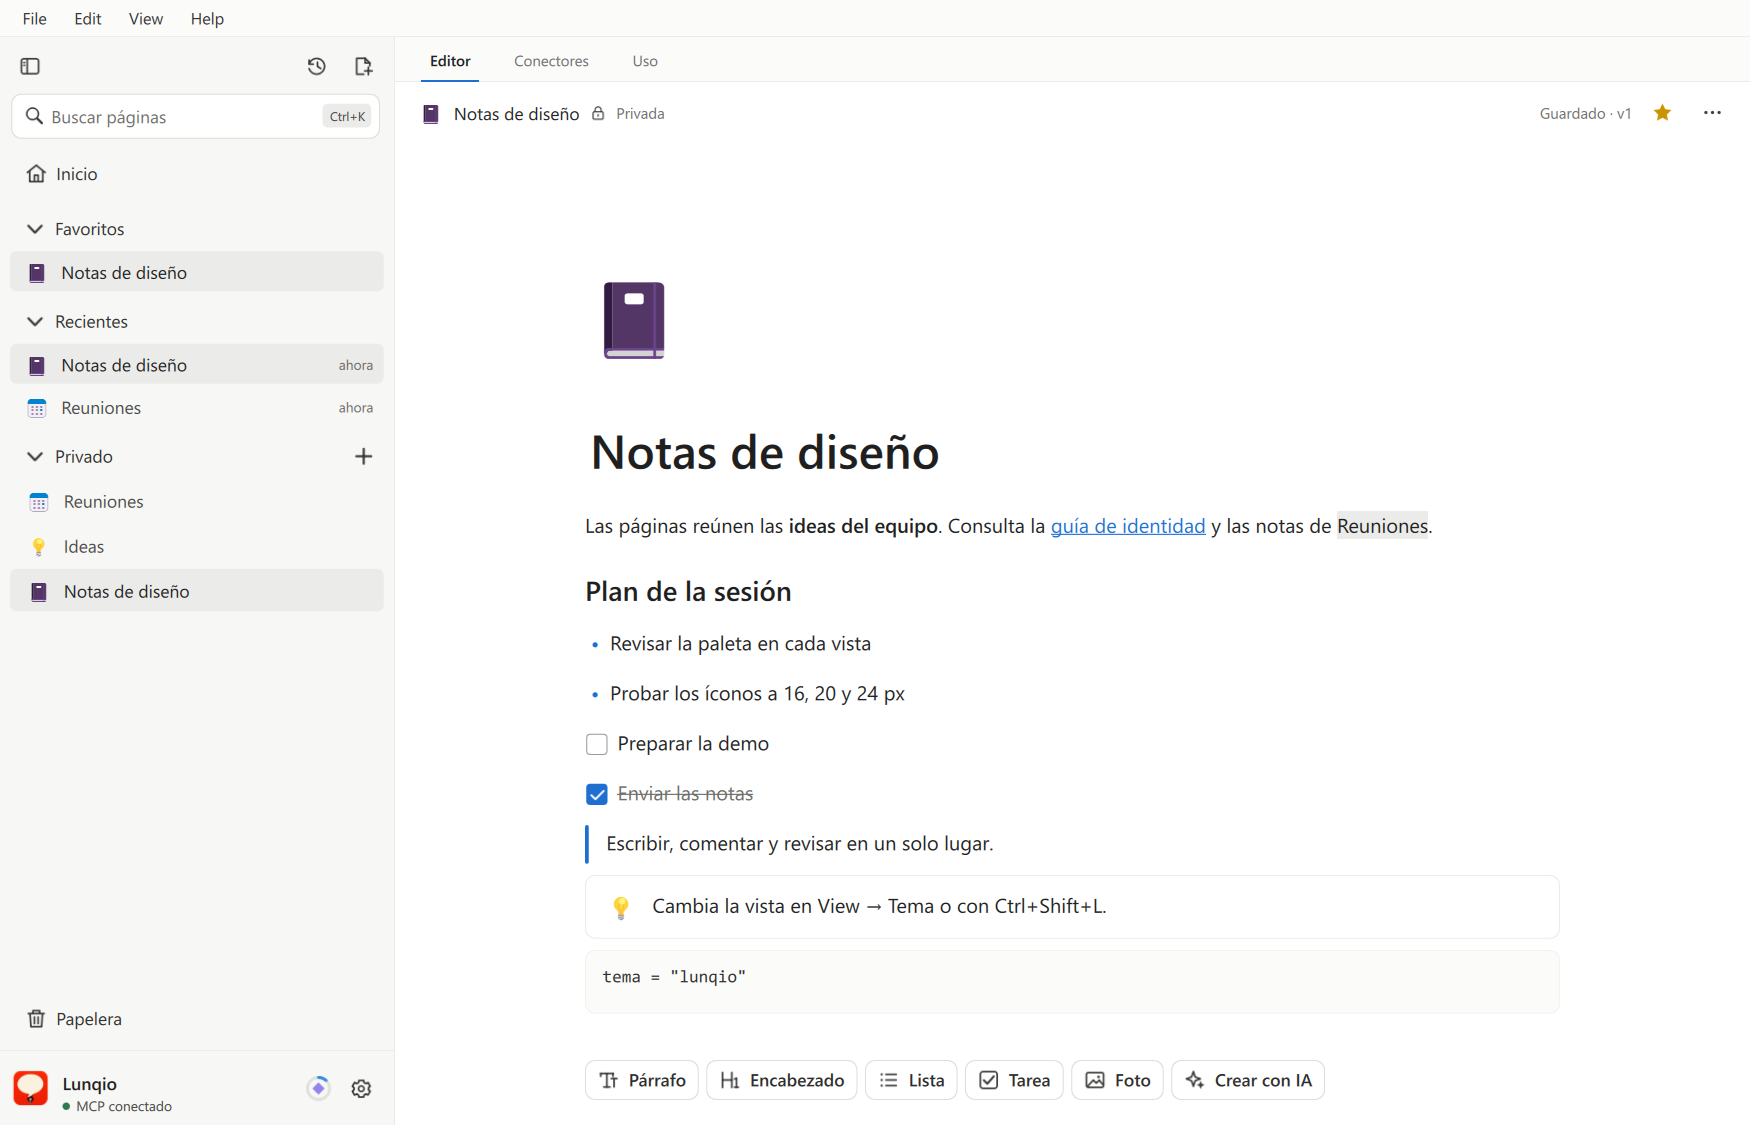 File Edit View Help
Buscar páginas Ctrl+K
Inicio
Favoritos
Notas de diseño
Recientes
Notas de diseño ahora
Reuniones ahora
Privado
Reuniones
Ideas
Notas de diseño
Papelera
Lunqio
MCP conectado
Editor Conectores Uso
Notas de diseño Privada Guardado · v1
Notas de diseño
Las páginas reúnen las ideas del equipo. Consulta la guía de identidad y las notas de Reuniones.
Plan de la sesión
• Revisar la paleta en cada vista
• Probar los íconos a 16, 20 y 24 px
Preparar la demo
Enviar las notas
Escribir, comentar y revisar en un solo lugar.
Cambia la vista en View → Tema o con Ctrl+Shift+L.
tema = "lunqio"
Párrafo Encabezado Lista Tarea Foto Crear con IA